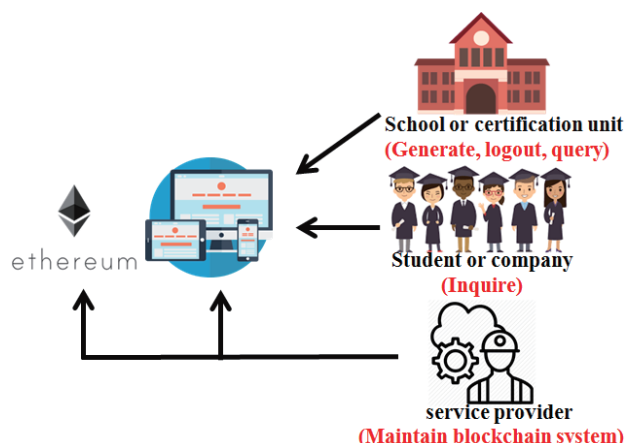 School or certification unit
(Generate, logout, query)
ethereum
Student or company
(Inquire)
service provider
(Maintain blockchain system)